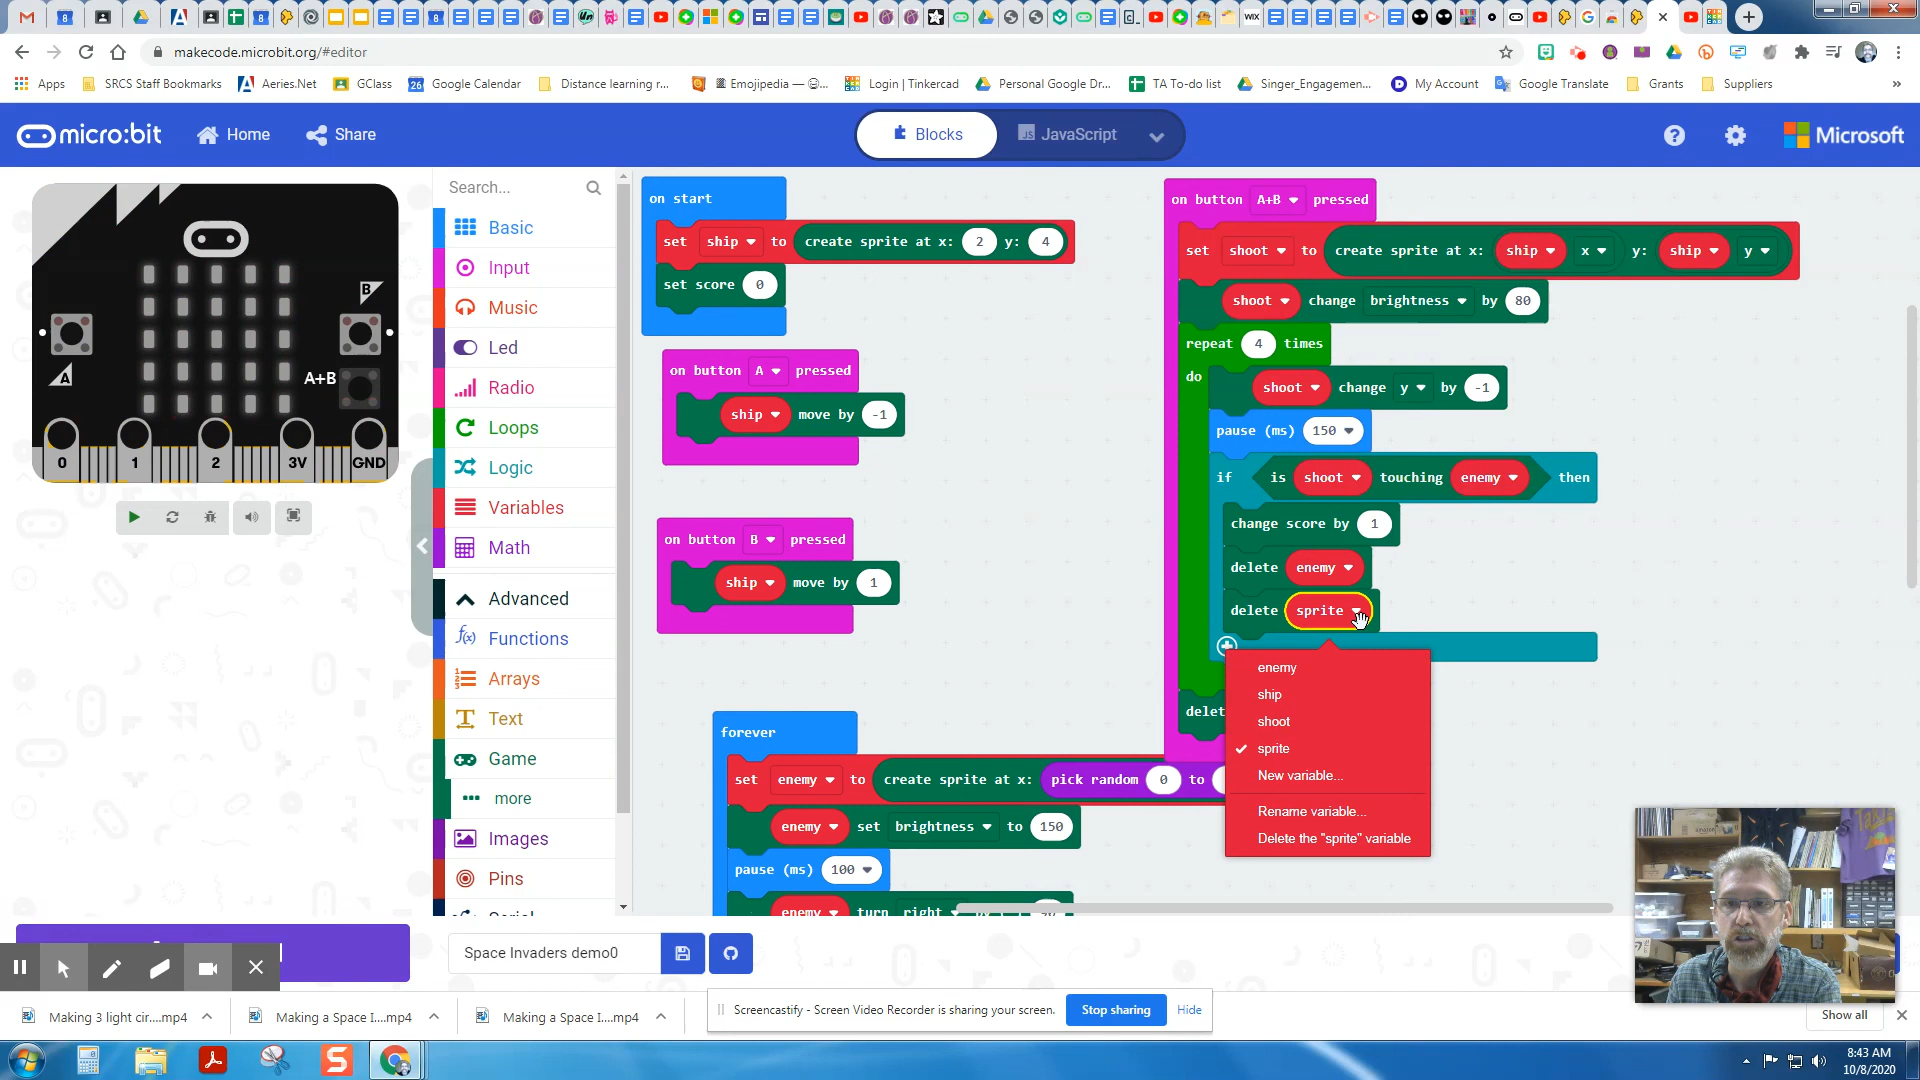 makecode.microbit.org/#editor
Apps
SRCS Staff Bookmarks
Aeries.Net
GClass
26
Google Calendar
Distance learning r...
Emojipedia — ...
Login | Tinkercad
Personal Google Dr...
TA To-do list
Singer_Engagemen...
My Account
Google Translate
Grants
Suppliers
»
micro:bit
Home
Share
Blocks
JS JavaScript
?
Microsoft
B
A
A+B
0 1 2 3V GND
Search...
Basic
Input
Music
Led
Radio
Loops
Logic
Variables
Math
Advanced
Functions
Arrays
Text
Game
more
Images
Pins
Serial
on start
set ship to create sprite at x: 2 y: 4
set score 0
on button A pressed
ship move by -1
on button B pressed
ship move by 1
forever
set enemy to create sprite at x: pick random 0 to
enemy set brightness to 150
pause (ms) 100
enemy turn right
on button A+B pressed
set shoot to create sprite at x: ship x y: ship y
shoot change brightness by 80
repeat 4 times
do
shoot change y by -1
pause (ms) 150
if is shoot touching enemy then
change score by 1
delete enemy
delete sprite
enemy
ship
shoot
sprite
New variable...
Rename variable...
Delete the "sprite" variable
delet
Space Invaders demo0
Making 3 light cir....mp4
Making a Space I....mp4
Making a Space I....mp4
Screencastify - Screen Video Recorder is sharing your screen.
Stop sharing
Hide
Show all
8:43 AM
10/8/2020